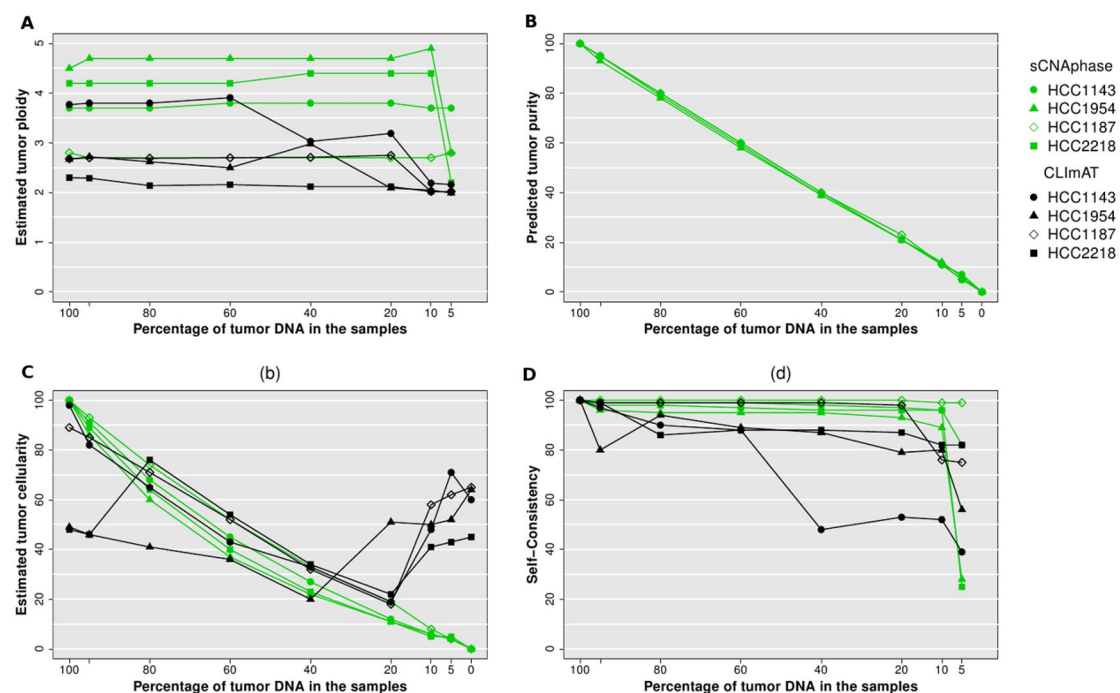 A
Estimated tumor ploidy
5
4
3
2
1
0
100
80
60
40
20
10
5
Percentage of tumor DNA in the samples
B
Predicted tumor purity
100
80
60
40
20
0
100
80
60
40
20
10
5
0
Percentage of tumor DNA in the samples
sCNAphase
HCC1143
HCC1954
HCC1187
HCC2218
CLImAT
HCC1143
HCC1954
HCC1187
HCC2218
C
(b)
Estimated tumor cellularity
100
80
60
40
20
0
100
80
60
40
20
10
5
0
Percentage of tumor DNA in the samples
D
(d)
Self-Consistency
100
80
60
40
20
0
100
80
60
40
20
10
5
Percentage of tumor DNA in the samples